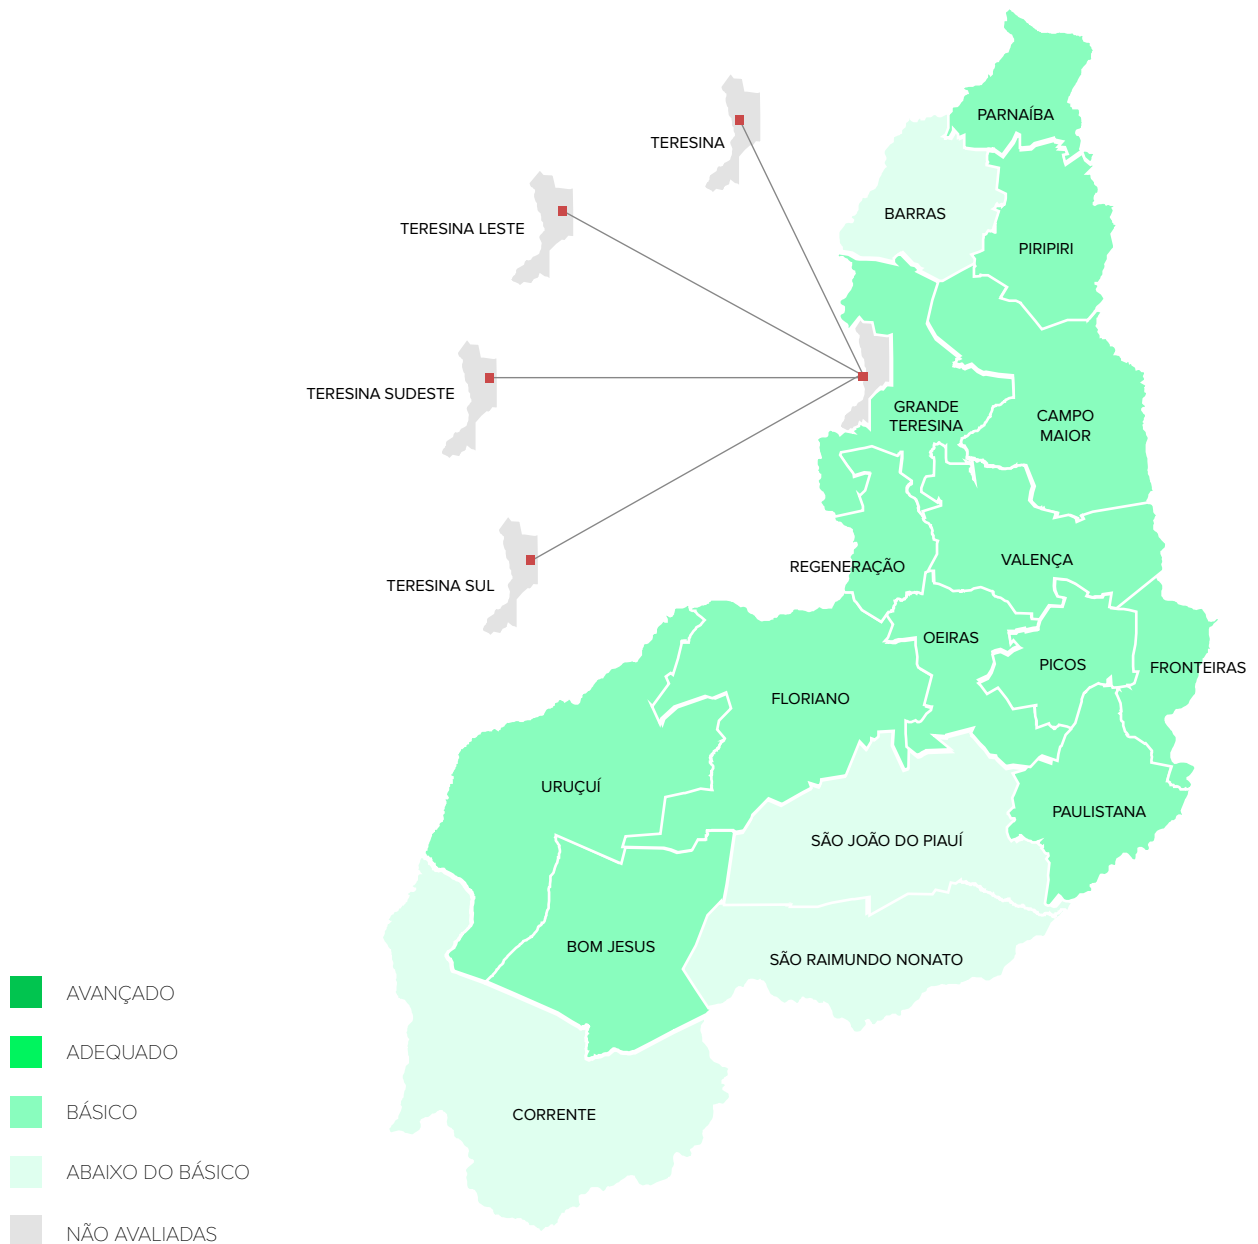 PARNAÍBA
TERESINA
BARRAS
TERESINA LESTE
PIRIPIRI
TERESINA SUDESTE
GRANDE
TERESINA
CAMPO
MAIOR
REGENERAÇÃO
VALENÇA
TERESINA SUL
OEIRAS
PICOS
FRONTEIRAS
FLORIANO
URUÇUÍ
PAULISTANA
SÃO JOÃO DO PIAUÍ
BOM JESUS
SÃO RAIMUNDO NONATO
CORRENTE
AVANÇADO
ADEQUADO
BÁSICO
ABAIXO DO BÁSICO
NÃO AVALIADAS